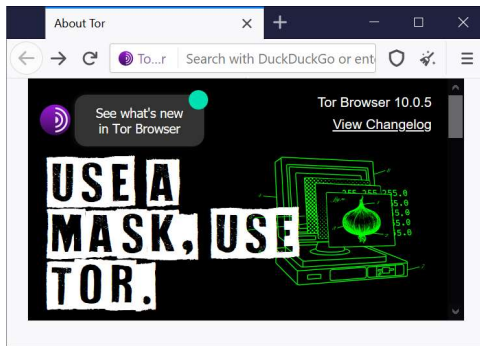 About Tor
To...r
Search with DuckDuckGo or ent
See what's new
in Tor Browser
Tor Browser 10.0.5
View Changelog
USE A
MASK, USE
TOR.